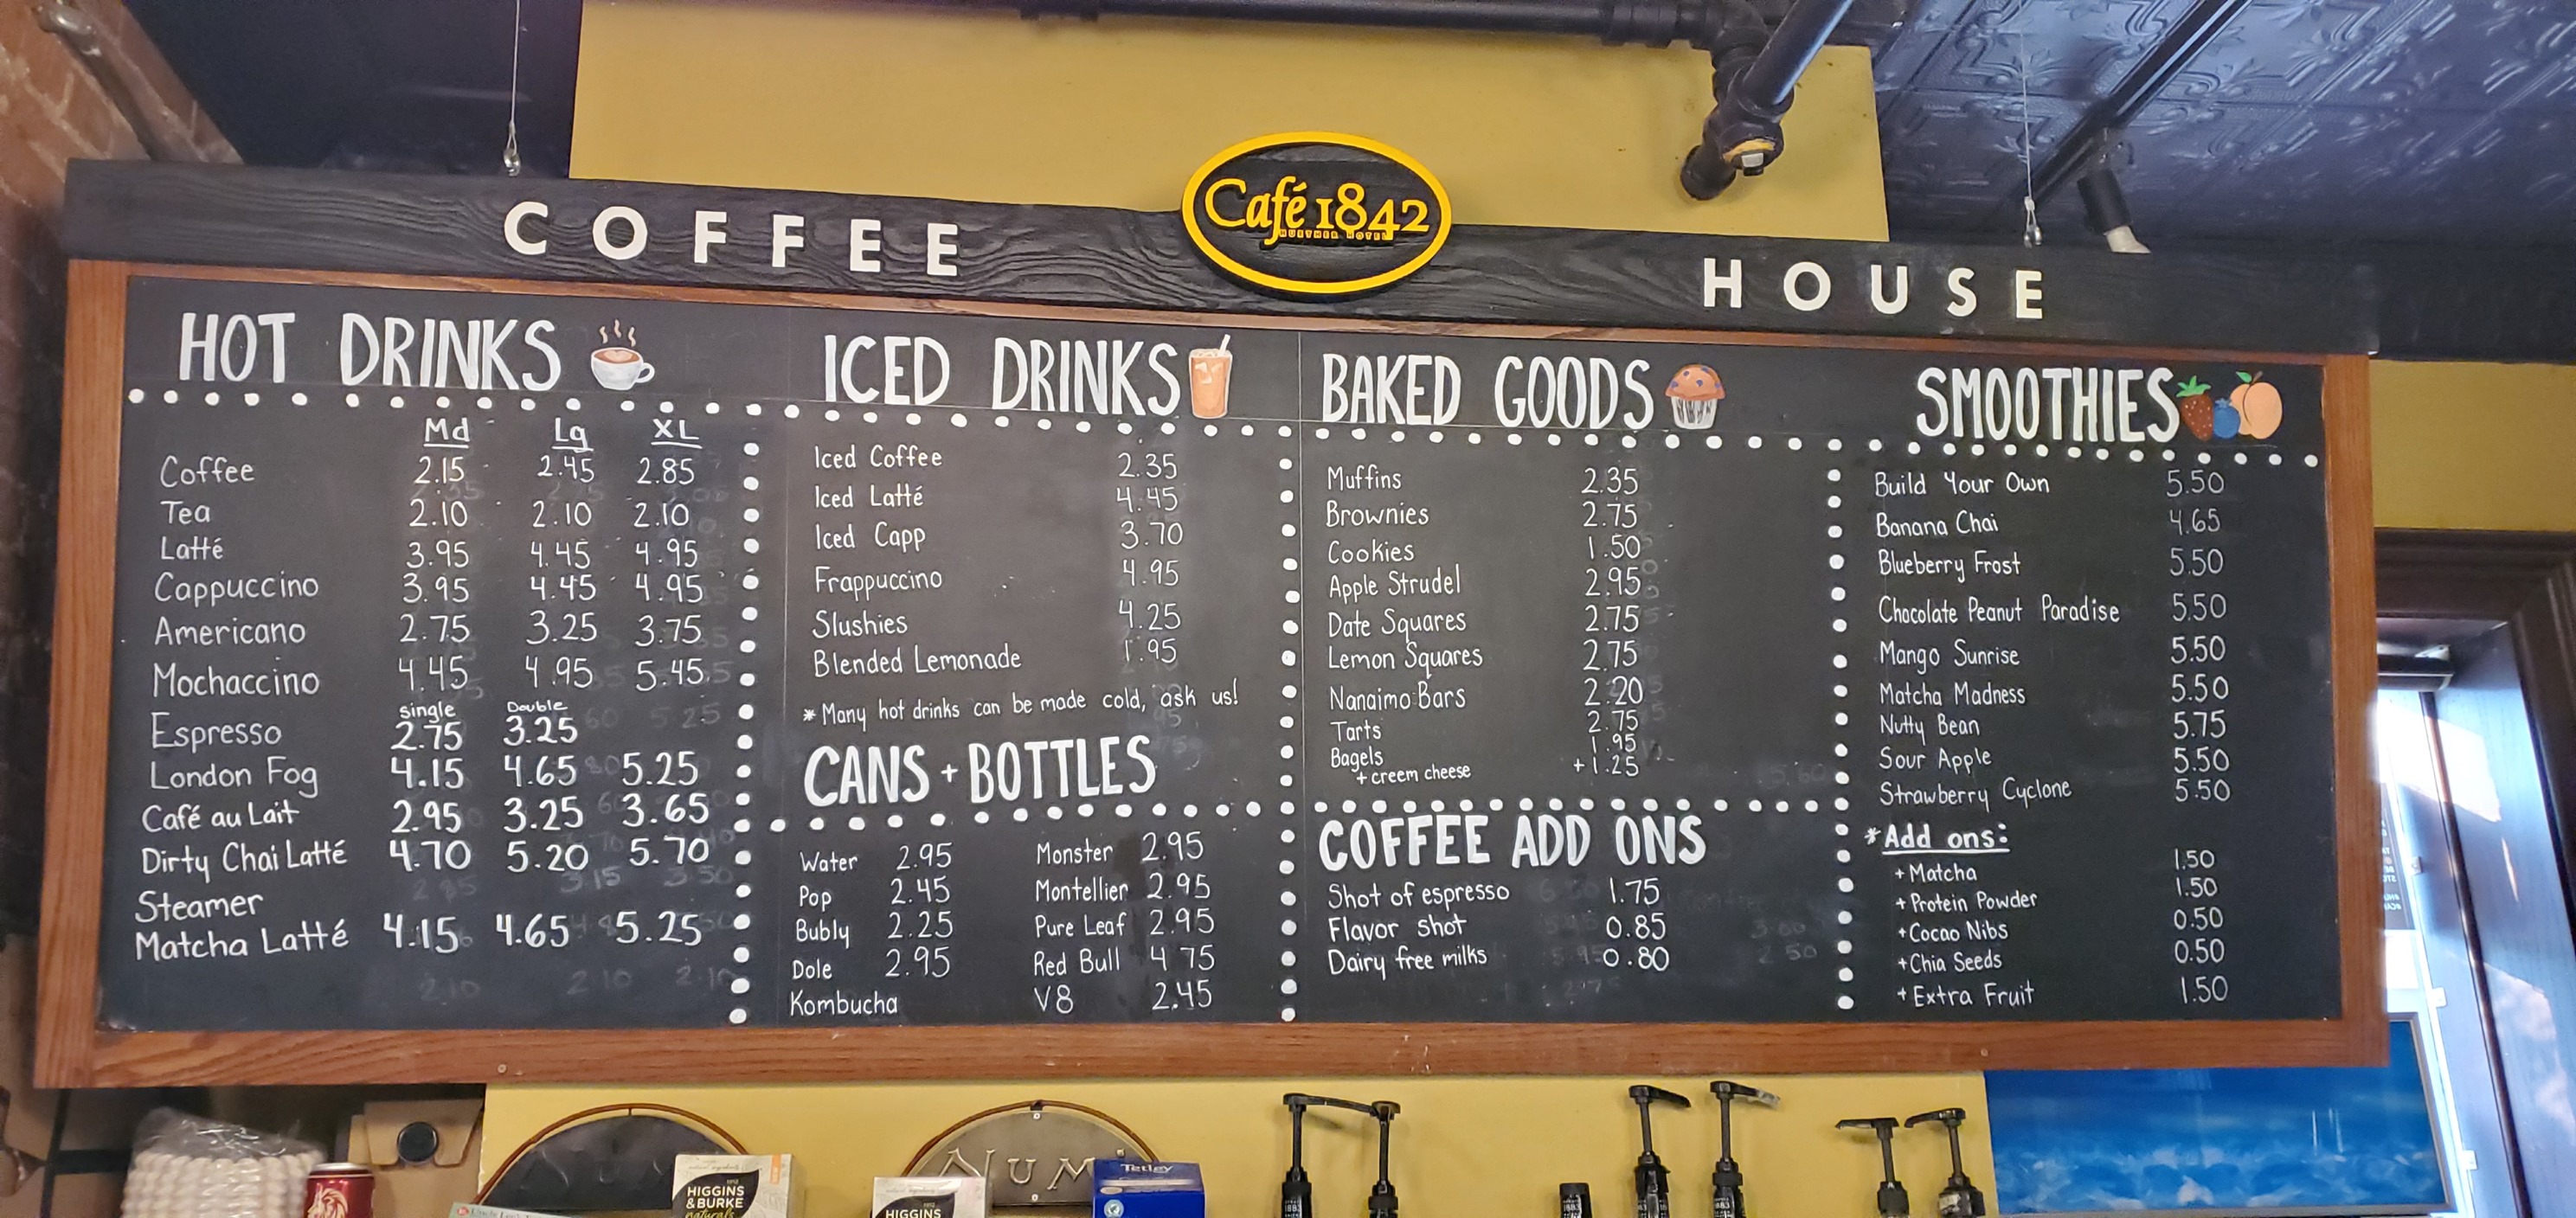 COFFEE
Café 1842
HUETHER HOTEL
HOUSE
HOT DRINKS
Md Lg XL
Coffee 2.15 2.45 2.85
Tea 2.10 2.10 2.10
Latté 3.95 4.45 4.95
Cappuccino 3.95 4.45 4.95
Americano 2.75 3.25 3.75
Mochaccino 4.45 4.95 5.45
single Double
Espresso 2.75 3.25
London Fog 4.15 4.65 5.25
Café au Lait 2.95 3.25 3.65
Dirty Chai Latté 4.70 5.20 5.70
Steamer
Matcha Latté 4.15 4.65 5.25
ICED DRINKS
Iced Coffee 2.35
Iced Latté 4.45
Iced Capp 3.70
Frappuccino 4.95
Slushies 4.25
Blended Lemonade 1.95
*Many hot drinks can be made cold, ask us!
CANS + BOTTLES
Water 2.95 Monster 2.95
Pop 2.45 Montellier 2.95
Bubly 2.25 Pure Leaf 2.95
Dole 2.95 Red Bull 4 75
Kombucha V8 2.45
BAKED GOODS
Muffins 2.35
Brownies 2.75
Cookies 1.50
Apple Strudel 2.95
Date Squares 2.75
Lemon Squares 2.75
Nanaimo Bars 2.20
Tarts 2.75
Bagels 1.95
+ creem cheese +1.25
COFFEE ADD ONS
Shot of espresso 1.75
Flavor shot 0.85
Dairy free milks 0.80
SMOOTHIES
Build Your Own 5.50
Banana Chai 4.65
Blueberry Frost 5.50
Chocolate Peanut Paradise 5.50
Mango Sunrise 5.50
Matcha Madness 5.50
Nutty Bean 5.75
Sour Apple 5.50
Strawberry Cyclone 5.50
*Add ons:
+Matcha 1.50
+Protein Powder 1.50
+Cocao Nibs 0.50
+Chia Seeds 0.50
+Extra Fruit 1.50
HIGGINS
&BURKE
naturals
HIGGINS
NUM
Tetley